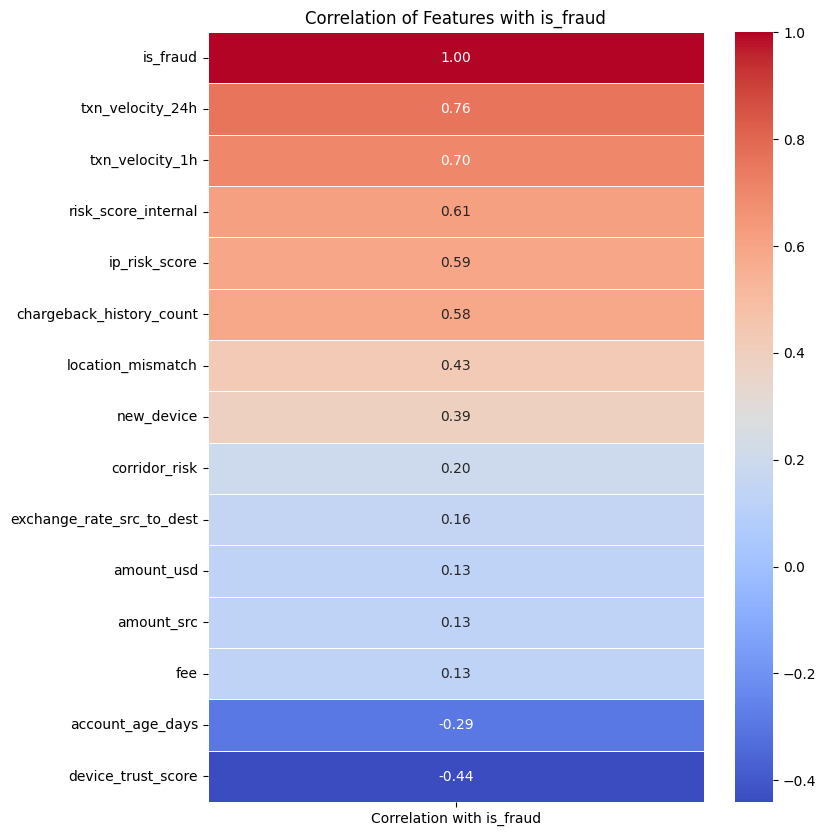 Correlation of Features with is_fraud
is_fraud 1.00
txn_velocity_24h 0.76
txn_velocity_1h 0.70
risk_score_internal 0.61
ip_risk_score 0.59
chargeback_history_count 0.58
location_mismatch 0.43
new_device 0.39
corridor_risk 0.20
exchange_rate_src_to_dest 0.16
amount_usd 0.13
amount_src 0.13
fee 0.13
account_age_days -0.29
device_trust_score -0.44
Correlation with is_fraud
1.0
0.8
0.6
0.4
0.2
0.0
−0.2
−0.4